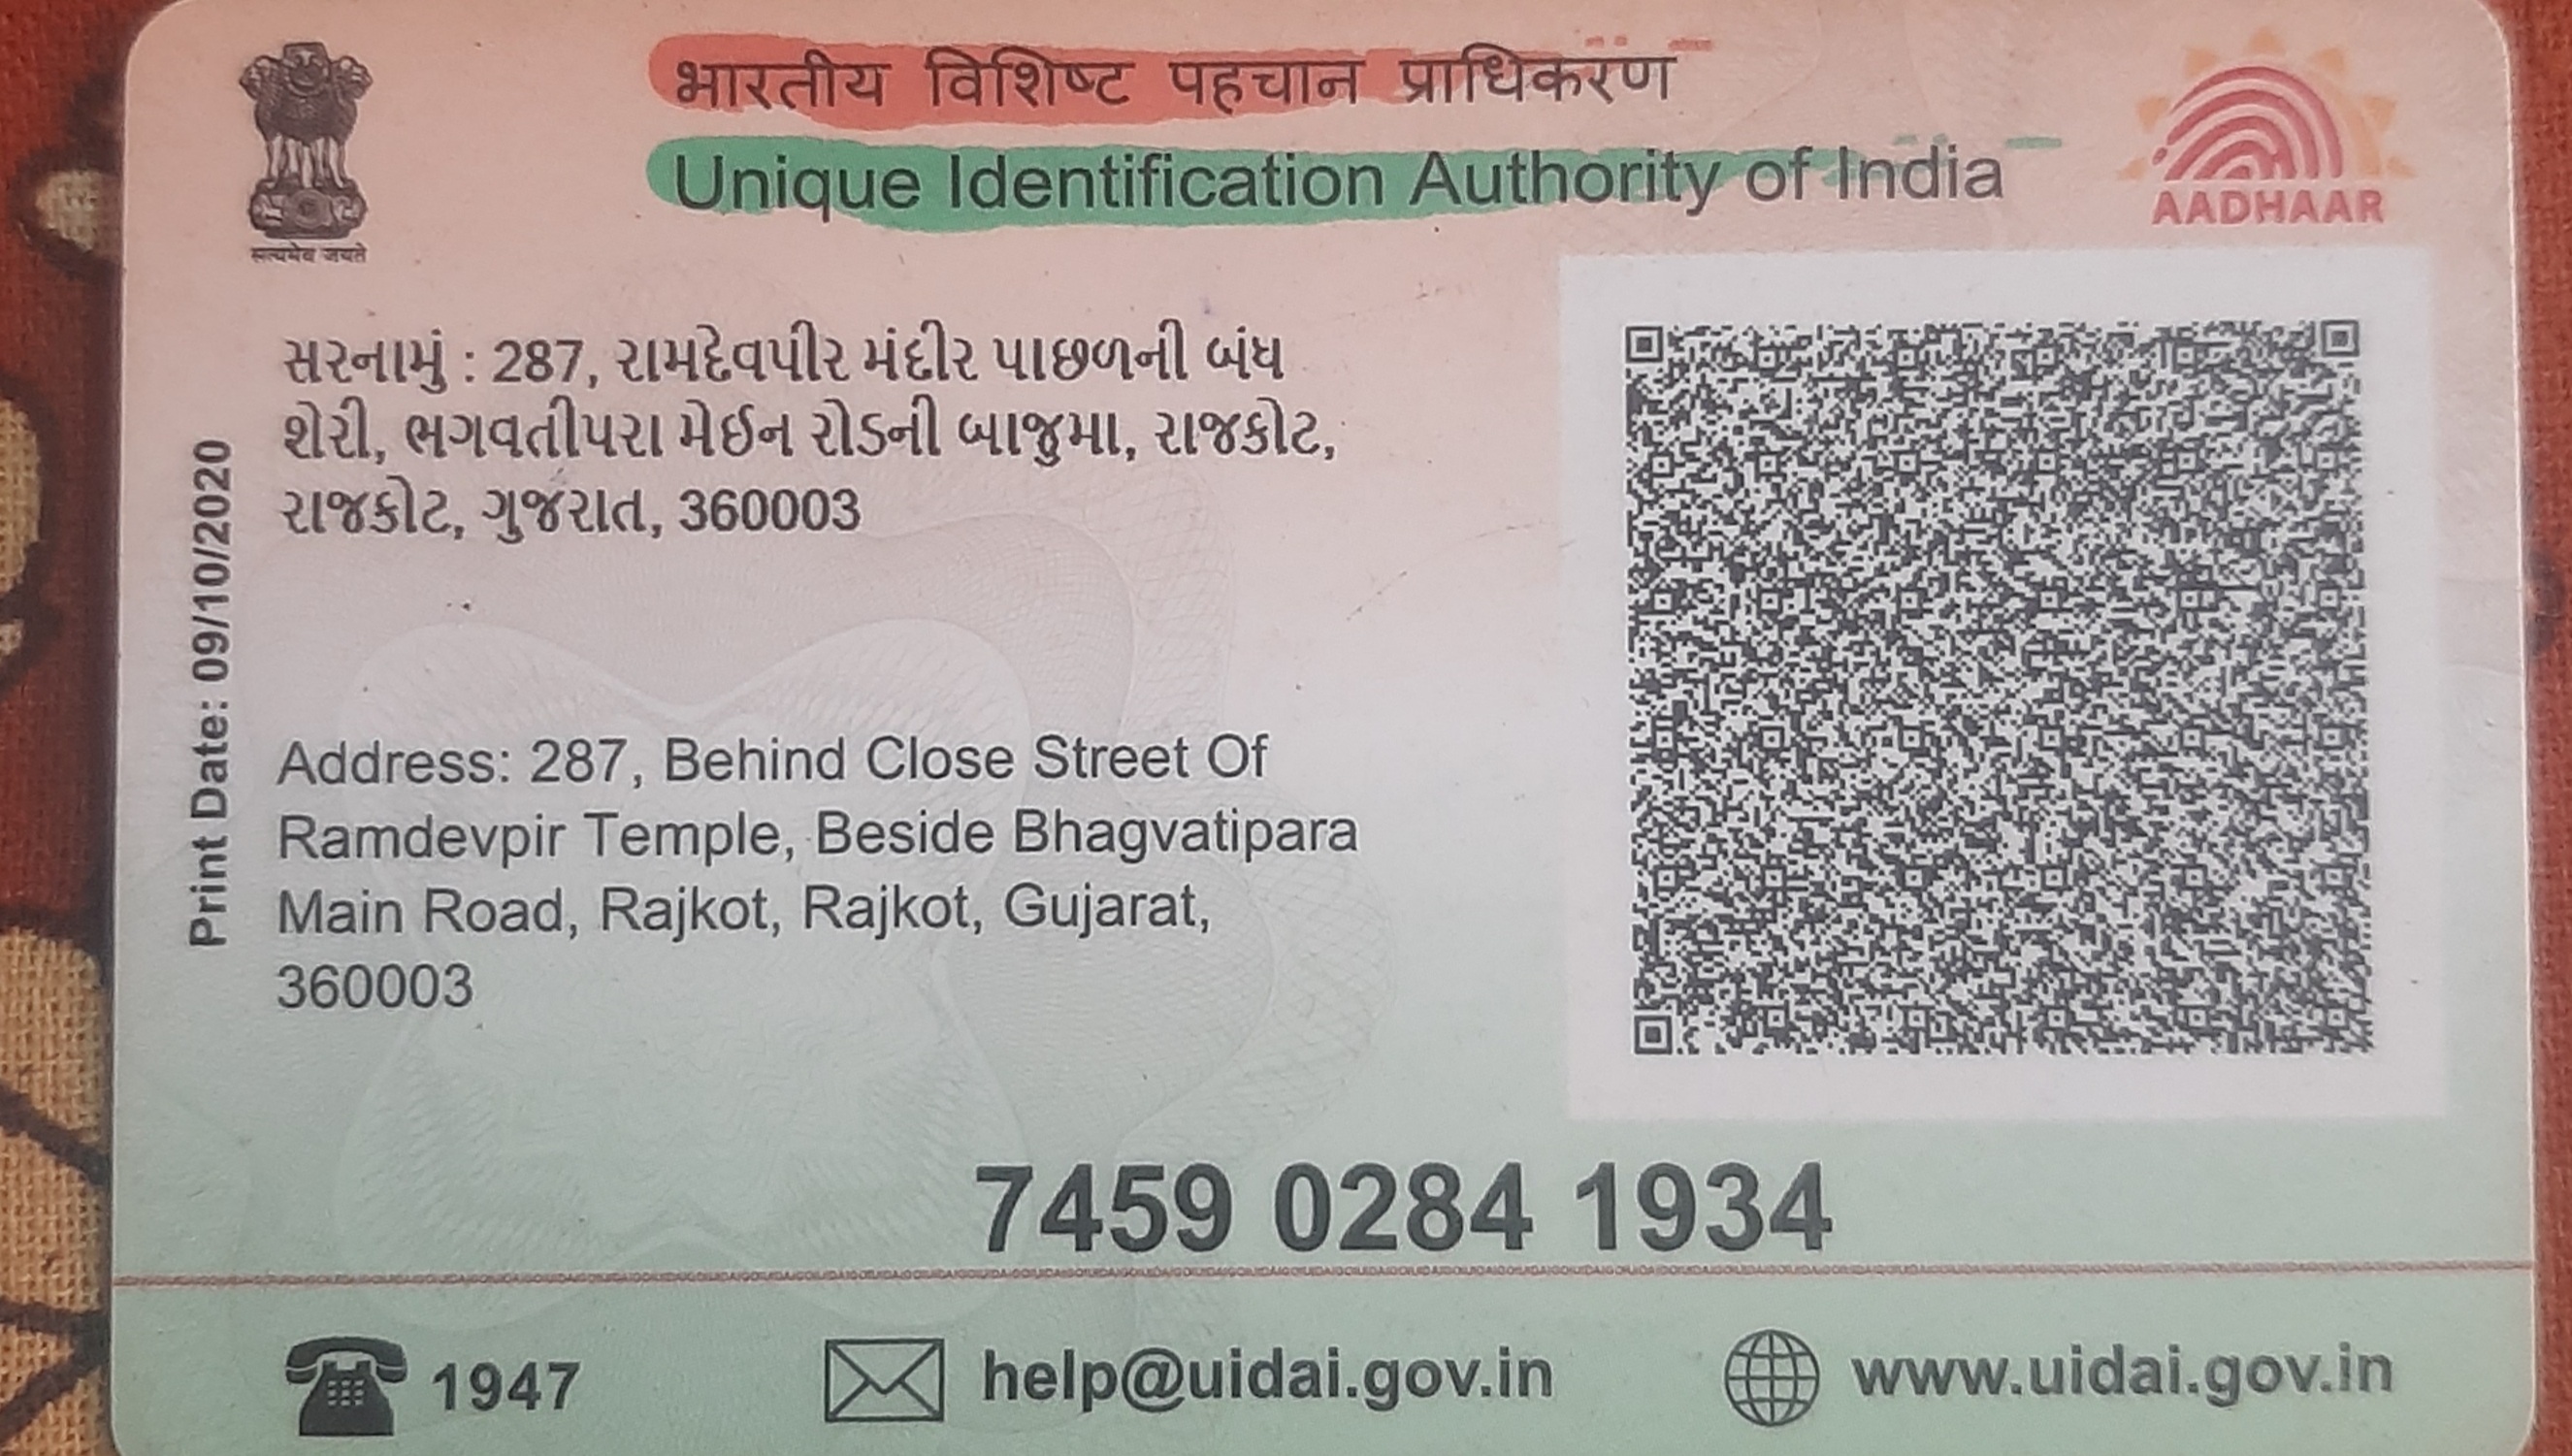 भारतीय विशिष्ट पहचान प्राधिकरण
Unique Identification Authority of India
सत्यमेव जयते
AADHAAR
સરનામું : 287, રામદેવપીર મંદીર પાછળની બંધ
શેરી, ભગવતીપરા મેઈન રોડની બાજુમા, રાજકોટ,
રાજકોટ, ગુજરાત, 360003
Print Date: 09/10/2020
Address: 287, Behind Close Street Of
Ramdevpir Temple, Beside Bhagvatipara
Main Road, Rajkot, Rajkot, Gujarat,
360003
7459 0284 1934
1947
help@uidai.gov.in
www.uidai.gov.in